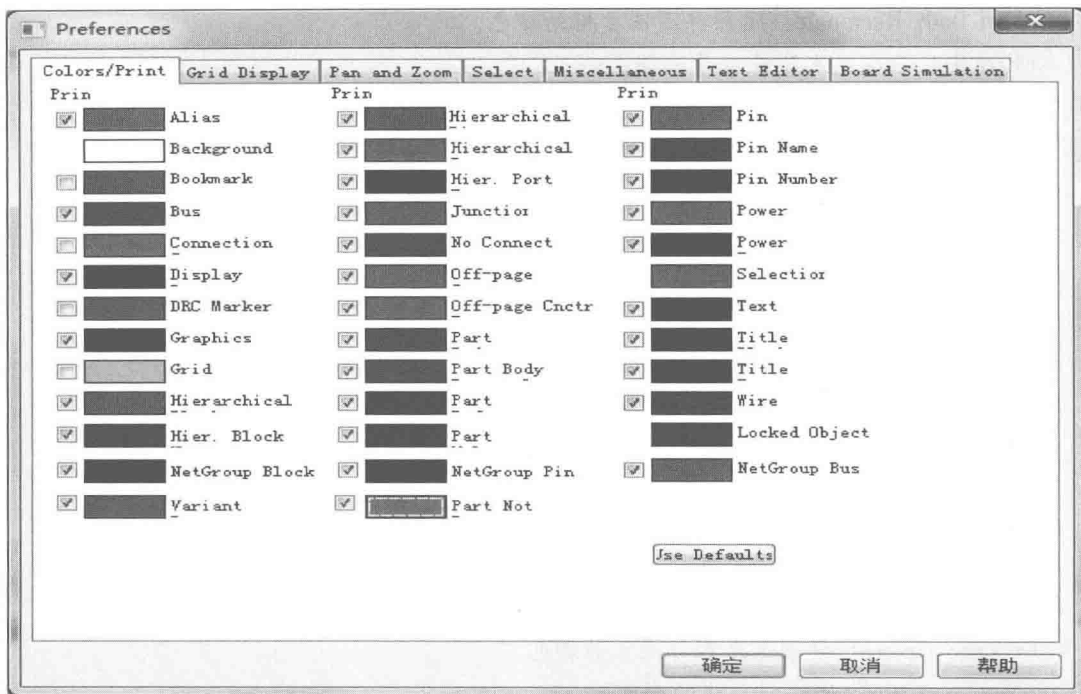 Preferences
Colors/Print Grid Display Pan and Zoom Select Miscellaneous Text Editor Board Simulation
Prin Prin Prin
Alias Hierarchical Pin
Background Hierarchical Pin Name
Bookmark Hier. Port Pin Number
Bus Junction Power
Connection No Connect Power
Display Off-page Selection
DRC Marker Off-page Cnctr Text
Graphics Part Title
Grid Part Body Title
Hierarchical Part Wire
Hier. Block Part Locked Object
NetGroup Block NetGroup Pin NetGroup Bus
Variant Part Not
Use Defaults
确定 取消 帮助